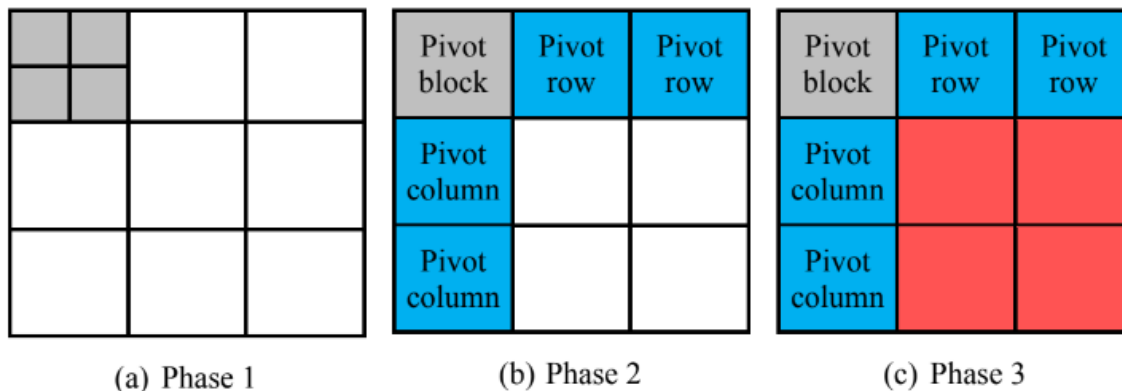 Pivot block
Pivot row
Pivot row
Pivot block
Pivot row
Pivot row
Pivot column
Pivot column
Pivot column
Pivot column
(a) Phase 1
(b) Phase 2
(c) Phase 3